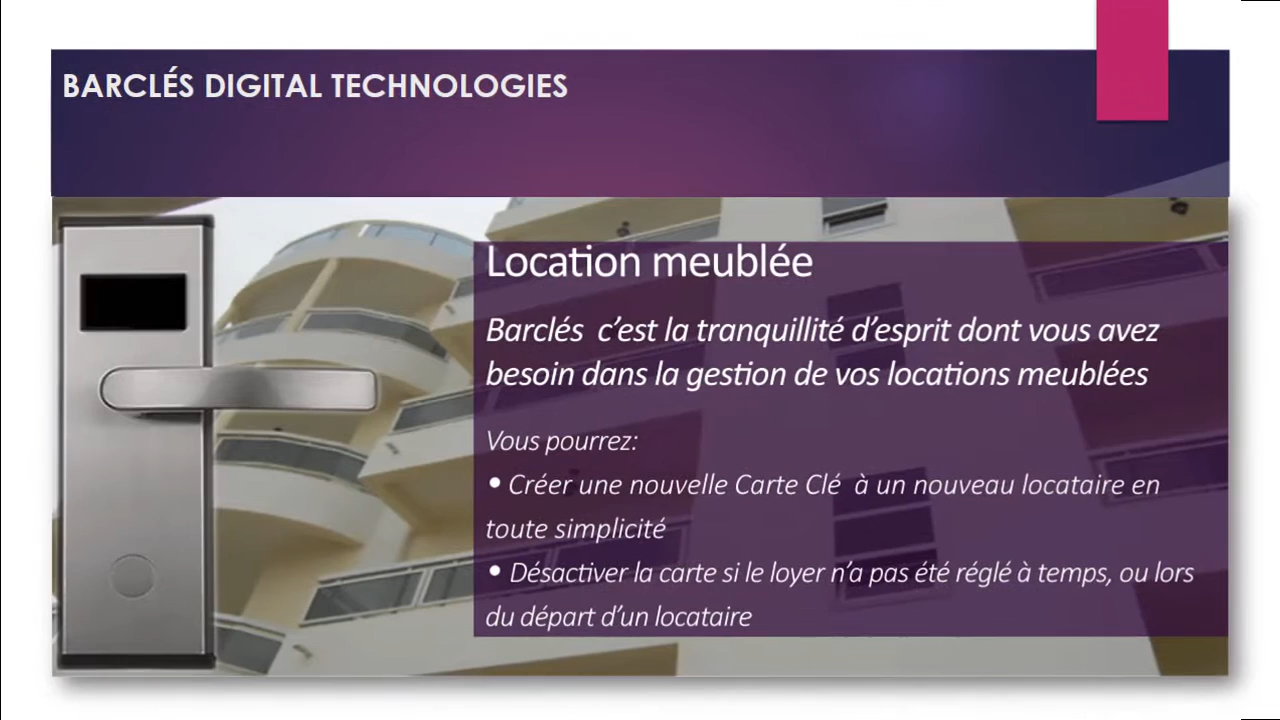 BARCLÉS DIGITAL TECHNOLOGIES
Location meublée
Barclés  c’est la tranquillité d’esprit dont vous avez
besoin dans la gestion de vos locations meublées
Vous pourrez:
• Créer une nouvelle Carte Clé  à un nouveau locataire en
toute simplicité
• Désactiver la carte si le loyer n’a pas été réglé à temps, ou lors
du départ d’un locataire